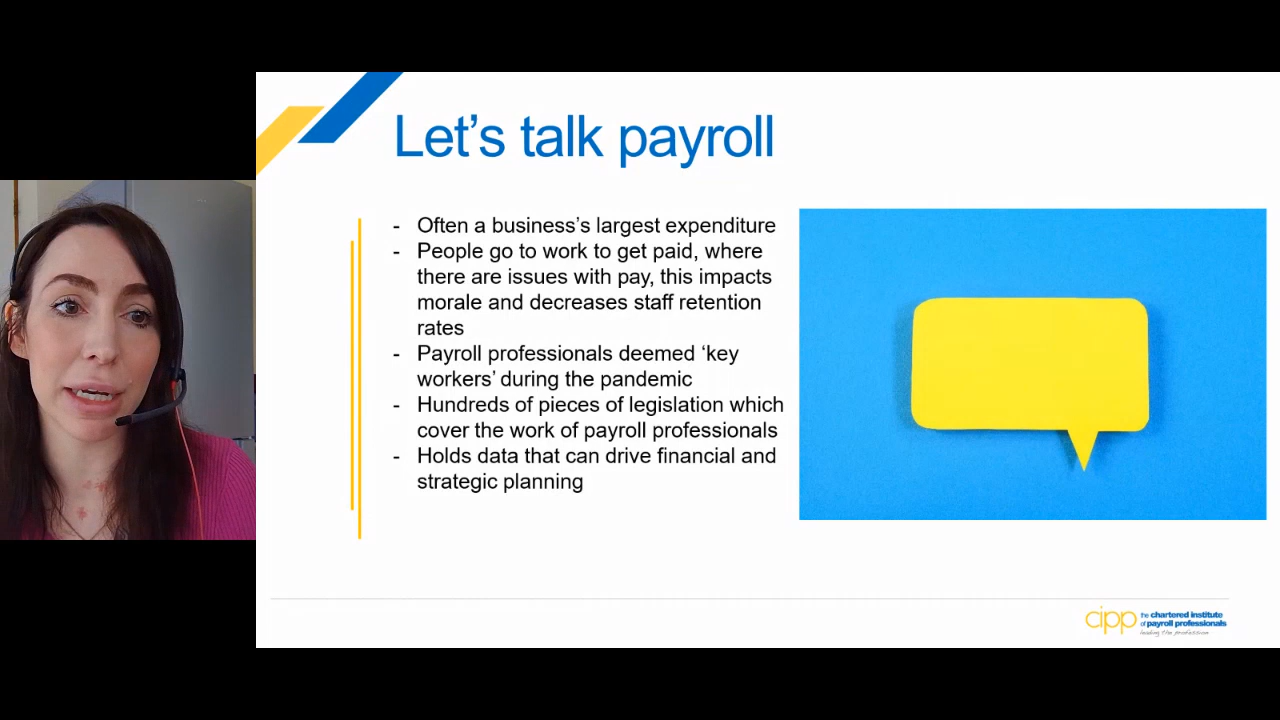 Let’s talk payroll
- Often a business’s largest expenditure
- People go to work to get paid, where
there are issues with pay, this impacts
morale and decreases staff retention
rates
- Payroll professionals deemed ‘key
workers’ during the pandemic
- Hundreds of pieces of legislation which
cover the work of payroll professionals
- Holds data that can drive financial and
strategic planning
cipp
the chartered institute
of payroll professionals
leading the profession